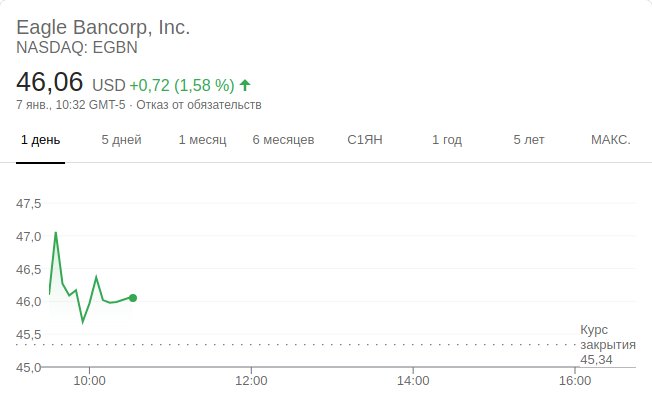 Eagle Bancorp, Inc.
NASDAQ: EGBN
46,06 USD +0,72 (1,58 %)
7 янв., 10:32 GMT-5 · Отказ от обязательств
1 день 5 дней 1 месяц 6 месяцев С1ЯН 1 год 5 лет МАКС.
47,5
47,0
46,5
46,0
45,5
45,0
Курс
закрытия
45,34
10:00 12:00 14:00 16:00